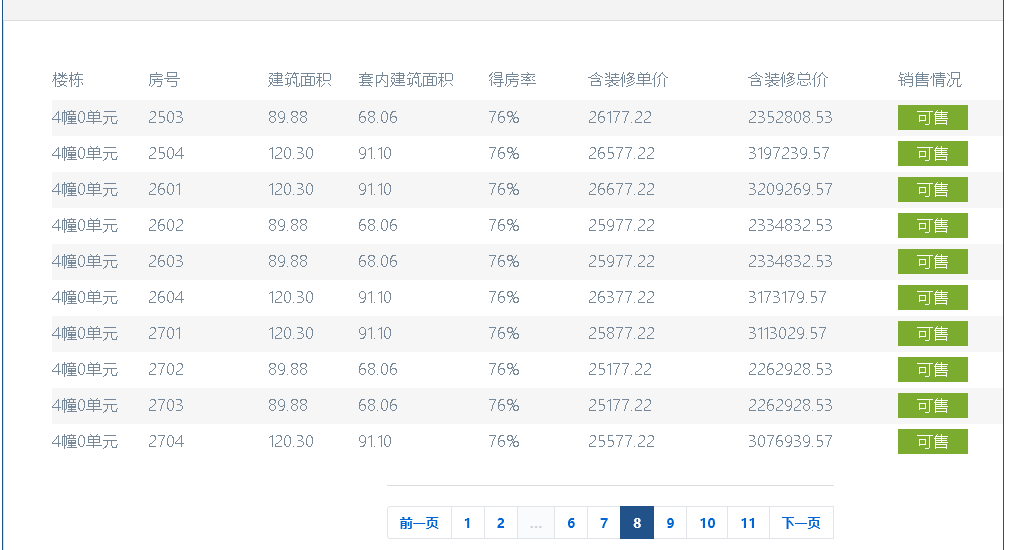 楼栋 房号 建筑面积 套内建筑面积 得房率 含装修单价 含装修总价 销售情况
4幢0单元 2503 89.88 68.06 76% 26177.22 2352808.53 可售
4幢0单元 2504 120.30 91.10 76% 26577.22 3197239.57 可售
4幢0单元 2601 120.30 91.10 76% 26677.22 3209269.57 可售
4幢0单元 2602 89.88 68.06 76% 25977.22 2334832.53 可售
4幢0单元 2603 89.88 68.06 76% 25977.22 2334832.53 可售
4幢0单元 2604 120.30 91.10 76% 26377.22 3173179.57 可售
4幢0单元 2701 120.30 91.10 76% 25877.22 3113029.57 可售
4幢0单元 2702 89.88 68.06 76% 25177.22 2262928.53 可售
4幢0单元 2703 89.88 68.06 76% 25177.22 2262928.53 可售
4幢0单元 2704 120.30 91.10 76% 25577.22 3076939.57 可售
前一页 1 2 ... 6 7 8 9 10 11 下一页